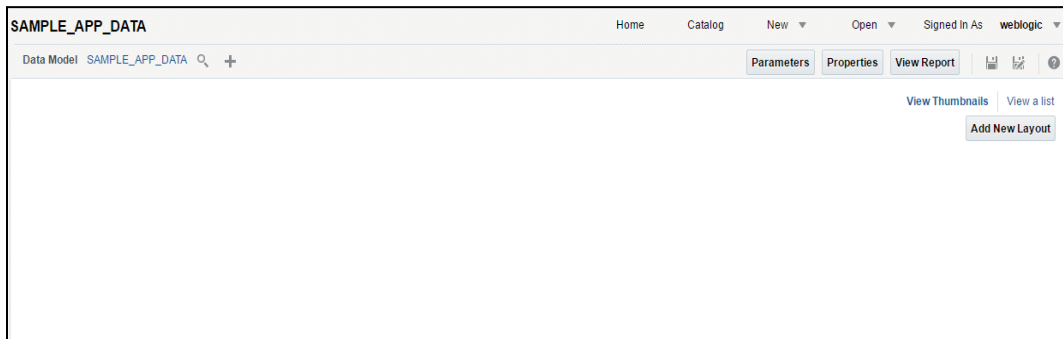 SAMPLE_APP_DATA Home Catalog New Open Signed In As weblogic
Data Model SAMPLE_APP_DATA Parameters Properties View Report
View Thumbnails View a list
Add New Layout